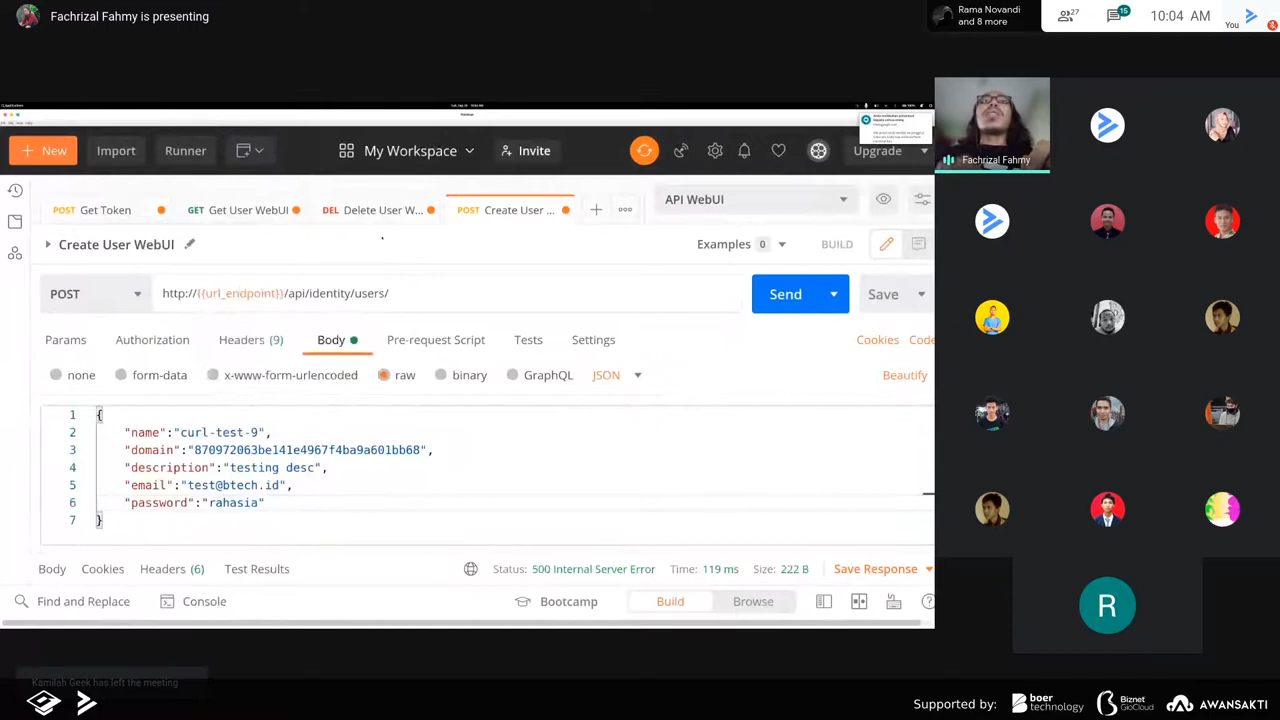 Fachrizal Fahmy is presenting
Rama Novandi
and 8 more
27
15
10:04 AM
You
New
Import
My Workspace
Invite
Upgrade
POST Get Token
GET Get User WebUI
DEL Delete User W...
POST Create User ...
API WebUI
Create User WebUI
Examples 0
BUILD
POST
http://{{url_endpoint}}/api/identity/users/
Send
Save
Params
Authorization
Headers (9)
Body
Pre-request Script
Tests
Settings
Cookies
Code
none
form-data
x-www-form-urlencoded
raw
binary
GraphQL
JSON
Beautify
1 {
2 "name":"curl-test-9",
3 "domain":"870972063be141e4967f4ba9a601bb68",
4 "description":"testing desc",
5 "email":"test@btech.id",
6 "password":"rahasia"
7 }
Body
Cookies
Headers (6)
Test Results
Status: 500 Internal Server Error
Time: 119 ms
Size: 222 B
Save Response
Find and Replace
Console
Bootcamp
Build
Browse
Fachrizal Fahmy
R
Kamilah Geek has left the meeting
Supported by:
boer
technology
Biznet
GioCloud
AWANSAKTI